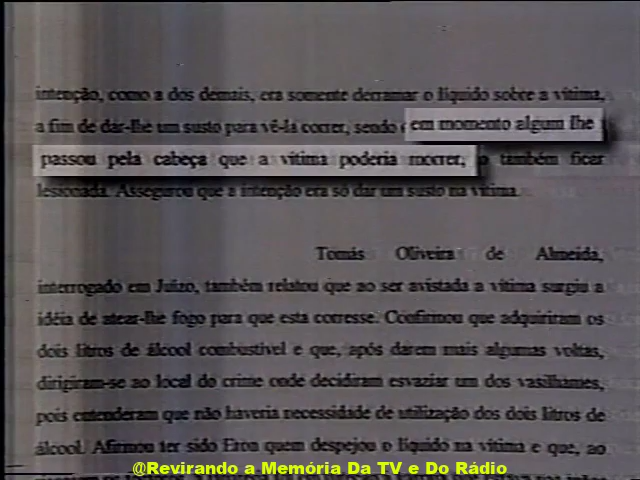 intenção, como a dos demais, era somente derramar o líquido sobre a vítima,
a fim de dar-lhe um susto para vê-la correr, sendo em momento algum lhe
passou pela cabeça que a vítima poderia morrer, o também ficar
lesionada. Assegurou que a intenção era só dar um susto na vítima.
Tomás Oliveira de Almeida,
interrogado em Juízo, também relatou que ao ser avistada a vítima surgiu a
idéia de atear-lhe fogo para que esta corresse. Confirmou que adquiriram os
dois litros de álcool combustível e que, após darem mais algumas voltas,
dirigiram-se ao local do crime onde decidiram esvaziar um dos vasilhames,
pois entenderam que não haveria necessidade de utilização dos dois litros de
álcool. Afirmou ter sido Eron quem despejou o líquido na vítima e que, ao
@Revirando a Memória Da TV e Do Rádio